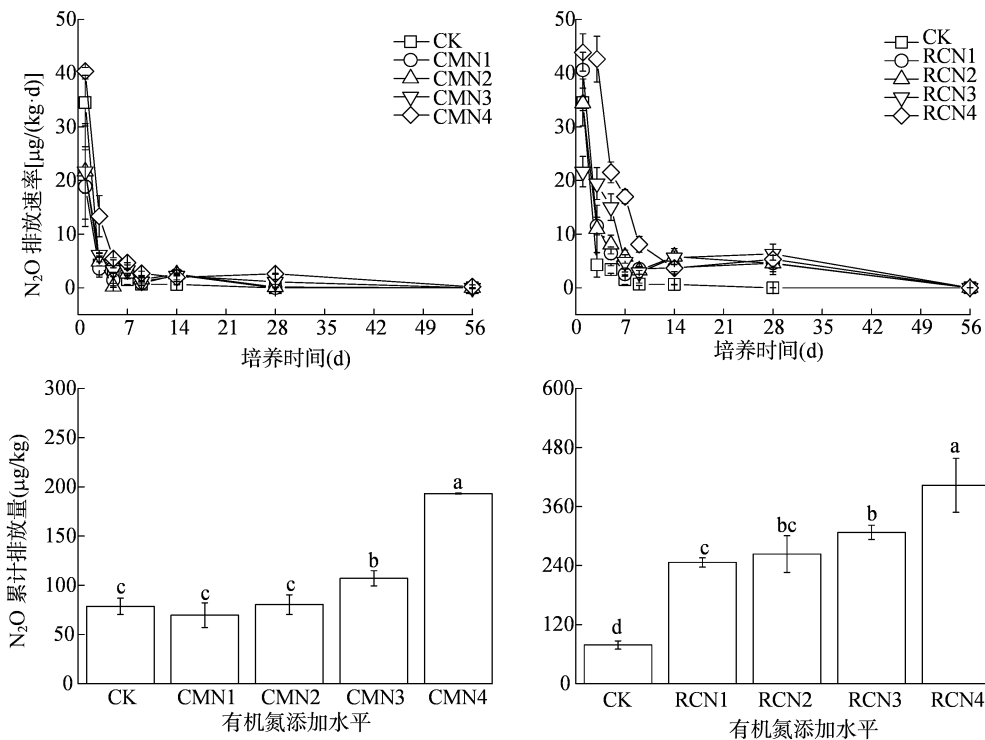 50
40
30
20
10
0
N₂O 排放速率[μg/(kg·d)]
CK
CMN1
CMN2
CMN3
CMN4
0 7 14 21 28 35 42 49 56
培养时间(d)
50
40
30
20
10
0
CK
RCN1
RCN2
RCN3
RCN4
0 7 14 21 28 35 42 49 56
培养时间(d)
300
250
200
150
100
50
0
N₂O 累计排放量(μg/kg)
c c c b a
CK CMN1 CMN2 CMN3 CMN4
有机氮添加水平
600
480
360
240
120
0
d c bc b a
CK RCN1 RCN2 RCN3 RCN4
有机氮添加水平